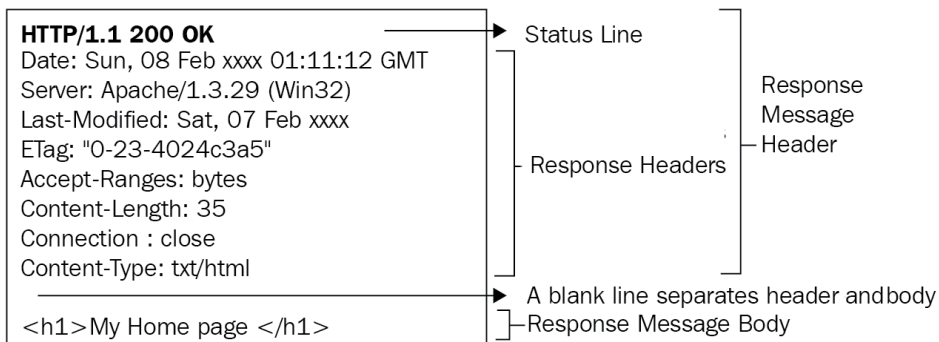 HTTP/1.1 200 OK
Date: Sun, 08 Feb xxxx 01:11:12 GMT
Server: Apache/1.3.29 (Win32)
Last-Modified: Sat, 07 Feb xxxx
ETag: "0-23-4024c3a5"
Accept-Ranges: bytes
Content-Length: 35
Connection : close
Content-Type: txt/html
<h1>My Home page </h1>
Status Line
Response Headers
Response
Message
Header
A blank line separates header andbody
Response Message Body